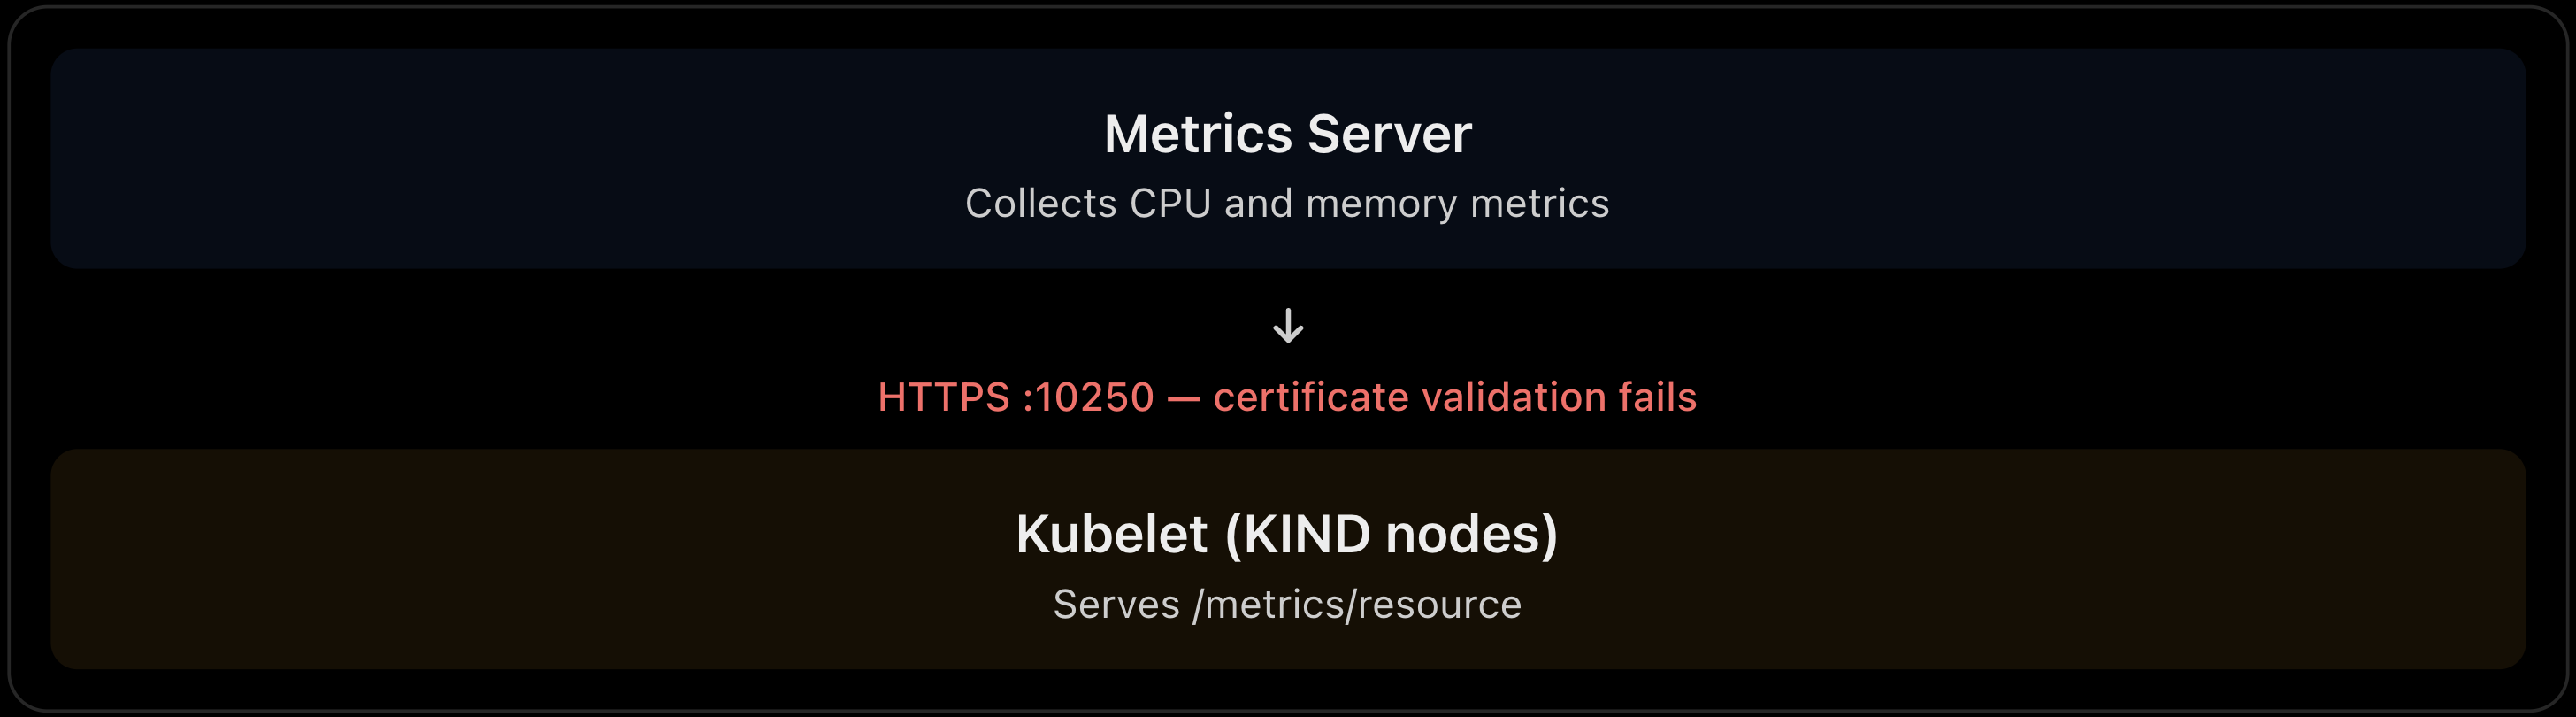 Metrics Server
Collects CPU and memory metrics
HTTPS :10250 — certificate validation fails
Kubelet (KIND nodes)
Serves /metrics/resource